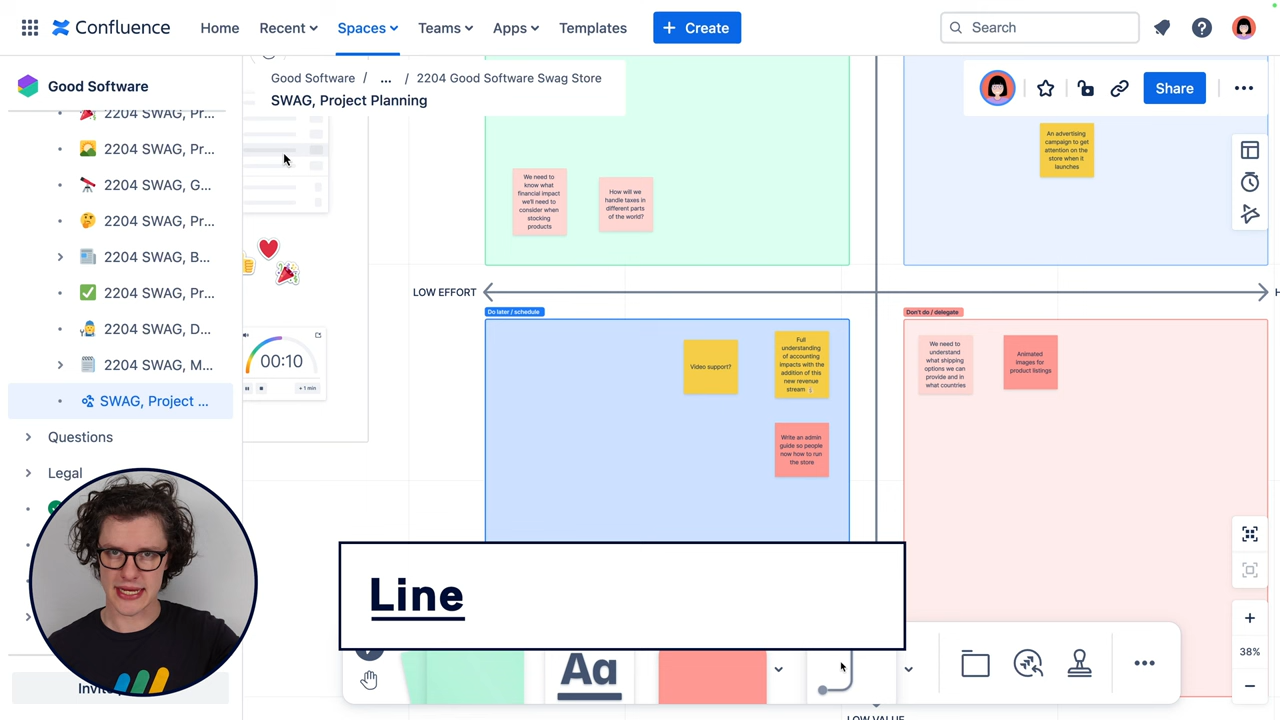 Confluence
Home
Recent
Spaces
Teams
Apps
Templates
+ Create
Search
Good Software
Good Software / ... / 2204 Good Software Swag Store
SWAG, Project Planning
Share
2204 SWAG, Pr...
2204 SWAG, Pr...
2204 SWAG, G...
2204 SWAG, Pr...
2204 SWAG, B...
2204 SWAG, Pr...
2204 SWAG, D...
2204 SWAG, M...
SWAG, Project ...
Questions
Legal
00:10
+ 1 min
We need to
know what
financial impact
we'll need to
consider when
stocking
products
How will we
handle taxes in
different parts
of the world?
An advertising
campaign to get
attention on the
store when it
launches
LOW EFFORT
Do later / schedule
Video support?
Full
understanding
of accounting
impacts with the
addition of this
new revenue
stream
Write an admin
guide so people
now how to run
the store
Don't do / delegate
We need to
understand
what shipping
options we can
provide and in
what countries
Animated
images for
product listings
Line
Aa
38%
LOW VALUE